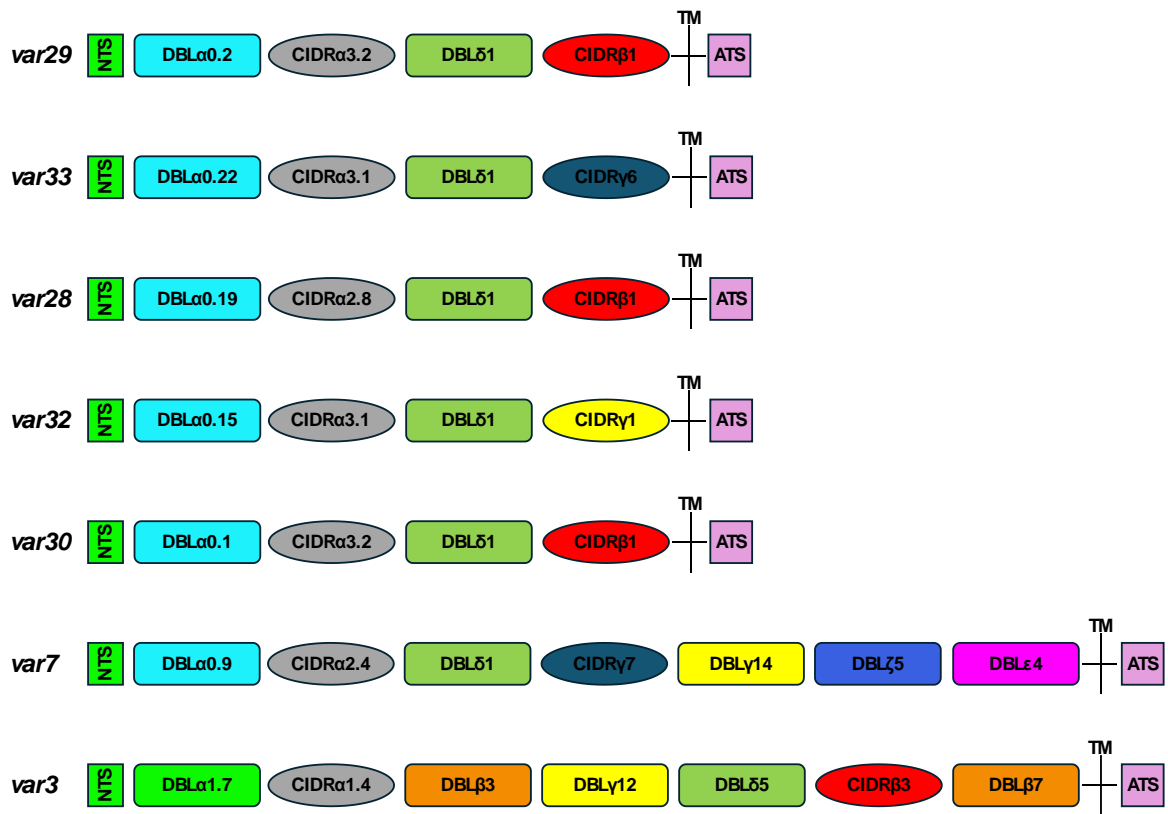 TM
var29 NTS DBLα0.2 CIDRα3.2 DBLδ1 CIDRβ1 ATS
TM
var33 NTS DBLα0.22 CIDRα3.1 DBLδ1 CIDRγ6 ATS
TM
var28 NTS DBLα0.19 CIDRα2.8 DBLδ1 CIDRβ1 ATS
TM
var32 NTS DBLα0.15 CIDRα3.1 DBLδ1 CIDRγ1 ATS
TM
var30 NTS DBLα0.1 CIDRα3.2 DBLδ1 CIDRβ1 ATS
TM
var7 NTS DBLα0.9 CIDRα2.4 DBLδ1 CIDRγ7 DBLγ14 DBLζ5 DBLε4 ATS
TM
var3 NTS DBLα1.7 CIDRα1.4 DBLβ3 DBLγ12 DBLδ5 CIDRβ3 DBLβ7 ATS